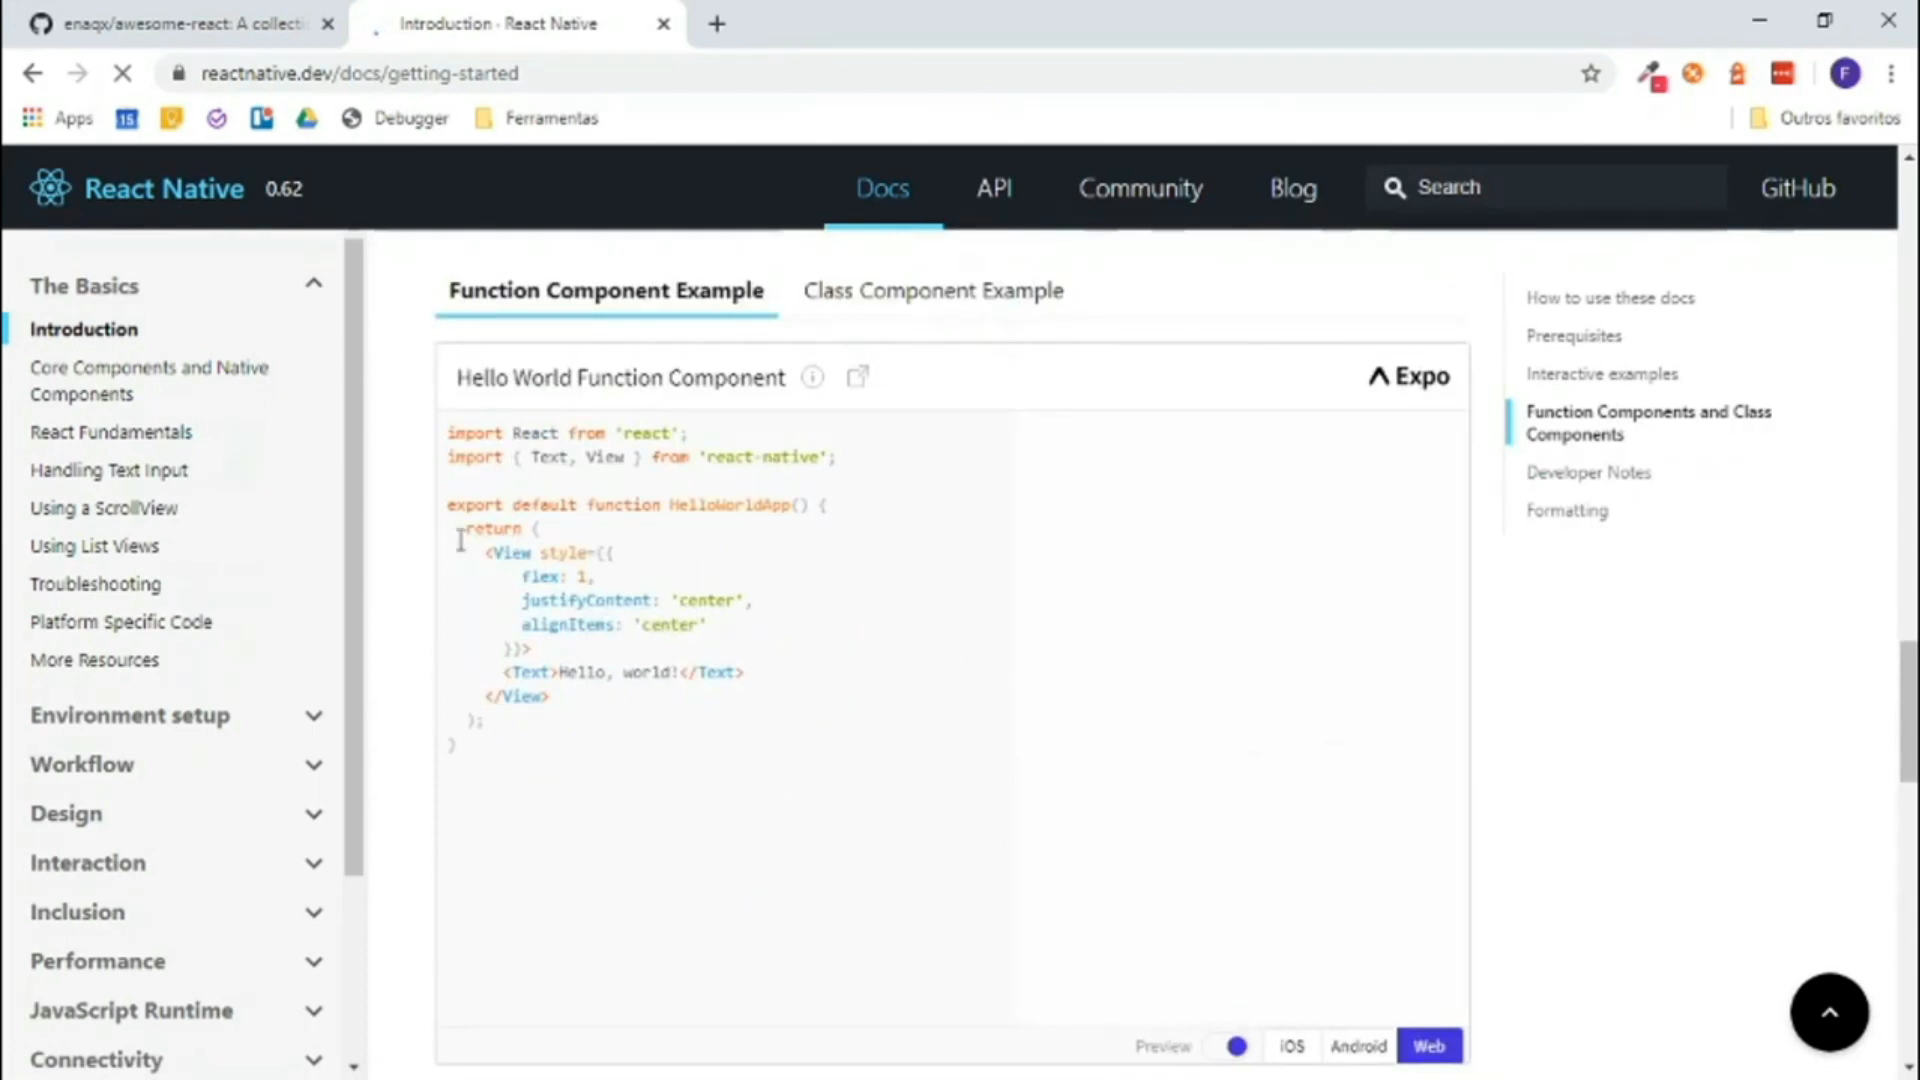 enaqx/awesome-react: A collecti
Introduction · React Native
reactnative.dev/docs/getting-started
F
Apps
15
Debugger
Ferramentas
Outros favoritos
React Native 0.62
Docs
API
Community
Blog
Search
GitHub
The Basics
Introduction
Core Components and Native
Components
React Fundamentals
Handling Text Input
Using a ScrollView
Using List Views
Troubleshooting
Platform Specific Code
More Resources
Environment setup
Workflow
Design
Interaction
Inclusion
Performance
JavaScript Runtime
Connectivity
Function Component Example
Class Component Example
Hello World Function Component
Expo
import React from 'react';
import { Text, View } from 'react-native';
export default function HelloWorldApp() {
return (
<View style={{
flex: 1,
justifyContent: 'center',
alignItems: 'center'
}}>
<Text>Hello, world!</Text>
</View>
);
}
Preview
iOS
Android
Web
How to use these docs
Prerequisites
Interactive examples
Function Components and Class
Components
Developer Notes
Formatting